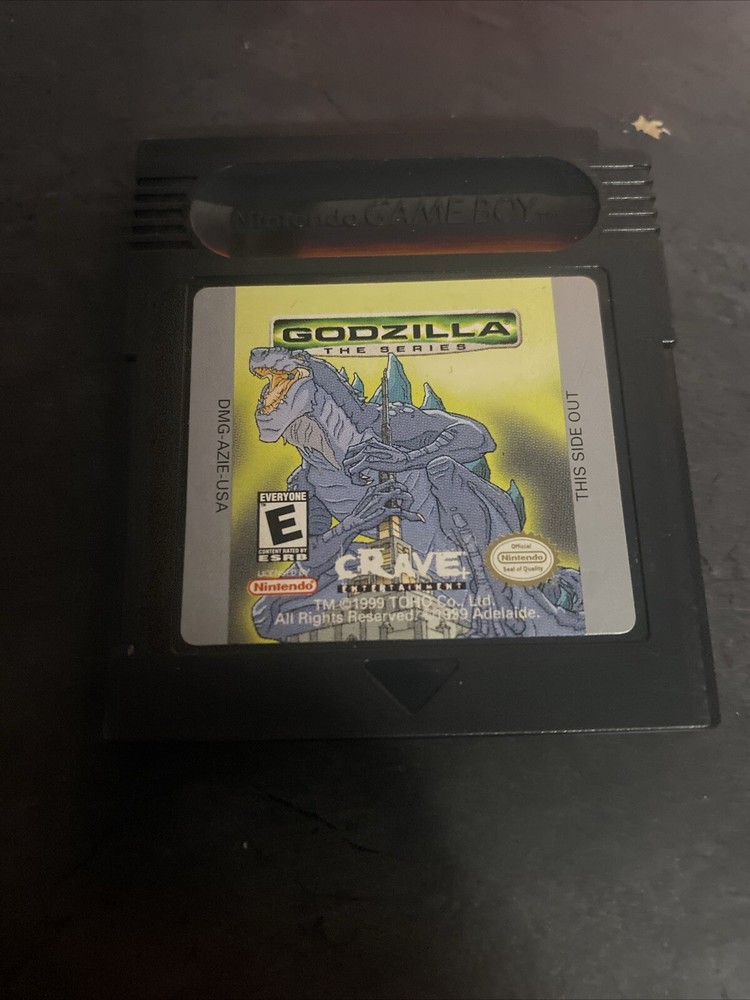 Nintendo GAME BOY
GODZILLA
THE SERIES
DMG-AZIE-USA
THIS SIDE OUT
EVERYONE
E
CONTENT RATED BY
ESRB
LICENSED BY
Nintendo
CRAVE
ENTERTAINMENT
Official
Nintendo
Seal of Quality
TM ©1999 TOHO Co., Ltd.
All Rights Reserved. ©1999 Adelaide.